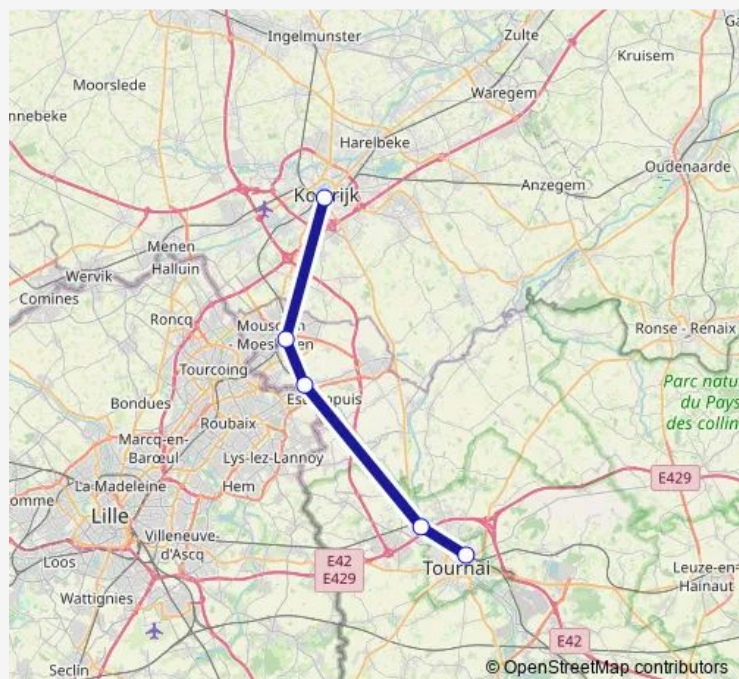 Ingelmunster
Zulte
Kruisem
Moorslede
Waregem
Harelbeke
Oudenaarde
Anzegem
Menen
Halluin
Wervik
Comines
Roncq
Ronse - Renaix
Tourcoing
Parc natu
du Pays
des collin
Bondues
Roubaix
Marcq-en-
Barœul
Lys-lez-Lannoy
La-Madeleine
Hem
E429
Lille
Villeneuve-
d'Ascq
E42
E429
Loos
Tournai
Leuze-en-
Hainaut
Wattignies
E42
Seclin
© OpenStreetMap contributors